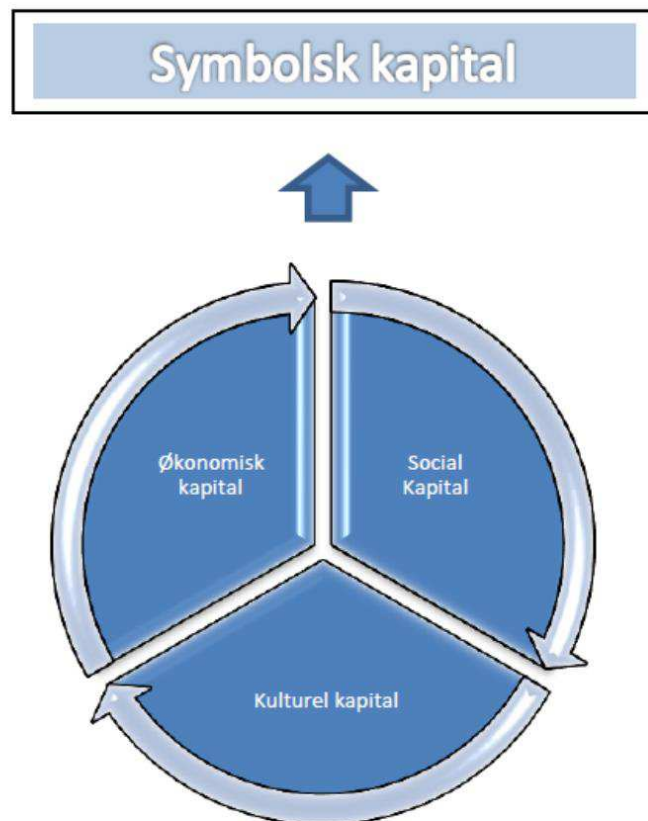 Symbolsk kapital
Økonomisk
kapital
Social
Kapital
Kulturel kapital